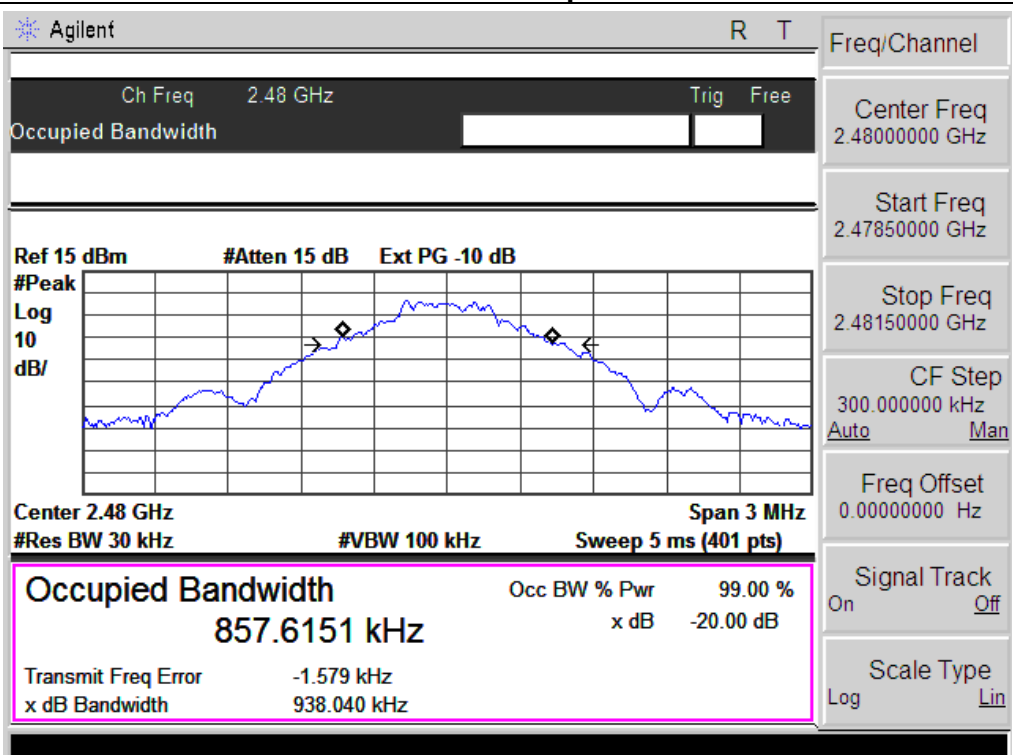 Agilent R T
Ch Freq 2.48 GHz Trig Free
Occupied Bandwidth
Ref 15 dBm #Atten 15 dB Ext PG -10 dB
#Peak
Log
10
dB/
Center 2.48 GHz Span 3 MHz
#Res BW 30 kHz #VBW 100 kHz Sweep 5 ms (401 pts)
Occupied Bandwidth Occ BW % Pwr 99.00 %
857.6151 kHz x dB -20.00 dB
Transmit Freq Error -1.579 kHz
x dB Bandwidth 938.040 kHz
Freq/Channel
Center Freq
2.48000000 GHz
Start Freq
2.47850000 GHz
Stop Freq
2.48150000 GHz
CF Step
300.000000 kHz
Auto Man
Freq Offset
0.00000000 Hz
Signal Track
On Off
Scale Type
Log Lin